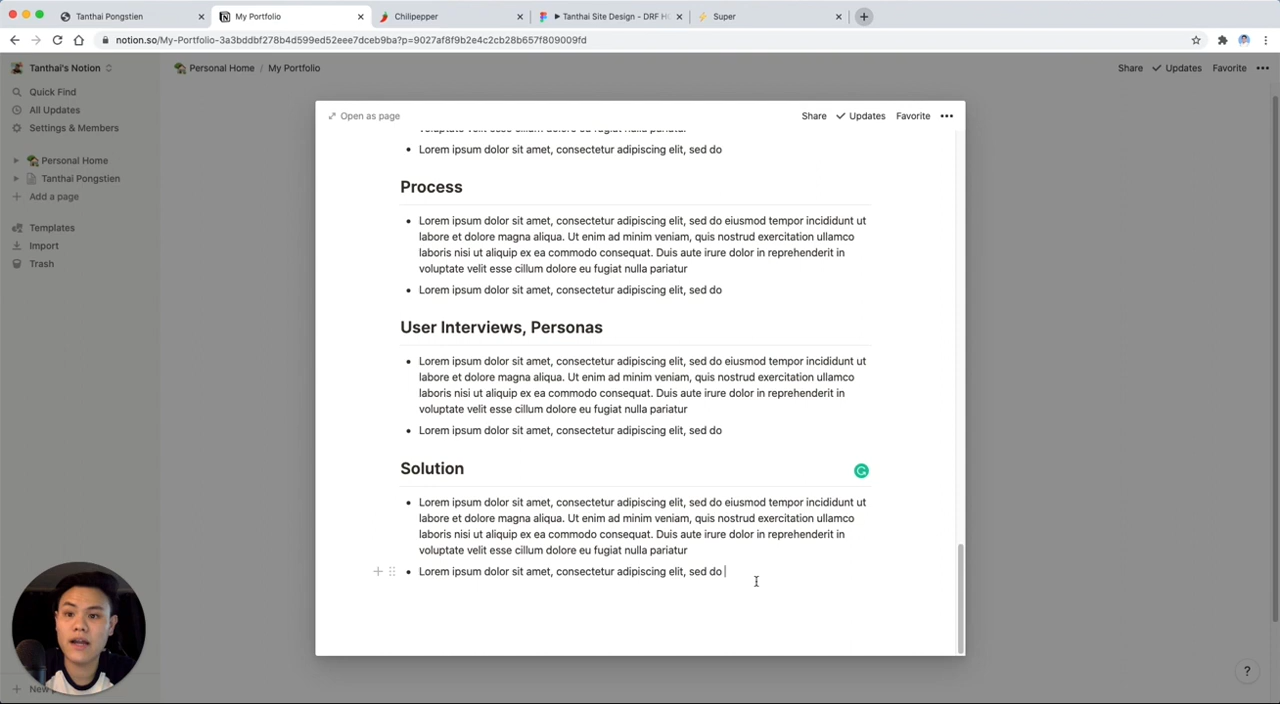 Tanthai Pongstien
My Portfolio
Chilipepper
Tanthai Site Design - DRF H
Super
notion.so/My-Portfolio-3a3bddbf278b4d599ed52eee7dceb9ba?p=9027af8f9b2e4c2cb28b657f809009fd
Tanthai's Notion
Personal Home / My Portfolio
Share Updates Favorite
Quick Find
All Updates
Settings & Members
Personal Home
Tanthai Pongstien
Add a page
Templates
Import
Trash
New
Open as page
Share Updates Favorite
Lorem ipsum dolor sit amet, consectetur adipiscing elit, sed do
Process
Lorem ipsum dolor sit amet, consectetur adipiscing elit, sed do eiusmod tempor incididunt ut
labore et dolore magna aliqua. Ut enim ad minim veniam, quis nostrud exercitation ullamco
laboris nisi ut aliquip ex ea commodo consequat. Duis aute irure dolor in reprehenderit in
voluptate velit esse cillum dolore eu fugiat nulla pariatur
Lorem ipsum dolor sit amet, consectetur adipiscing elit, sed do
User Interviews, Personas
Lorem ipsum dolor sit amet, consectetur adipiscing elit, sed do eiusmod tempor incididunt ut
labore et dolore magna aliqua. Ut enim ad minim veniam, quis nostrud exercitation ullamco
laboris nisi ut aliquip ex ea commodo consequat. Duis aute irure dolor in reprehenderit in
voluptate velit esse cillum dolore eu fugiat nulla pariatur
Lorem ipsum dolor sit amet, consectetur adipiscing elit, sed do
Solution
Lorem ipsum dolor sit amet, consectetur adipiscing elit, sed do eiusmod tempor incididunt ut
labore et dolore magna aliqua. Ut enim ad minim veniam, quis nostrud exercitation ullamco
laboris nisi ut aliquip ex ea commodo consequat. Duis aute irure dolor in reprehenderit in
voluptate velit esse cillum dolore eu fugiat nulla pariatur
Lorem ipsum dolor sit amet, consectetur adipiscing elit, sed do
?